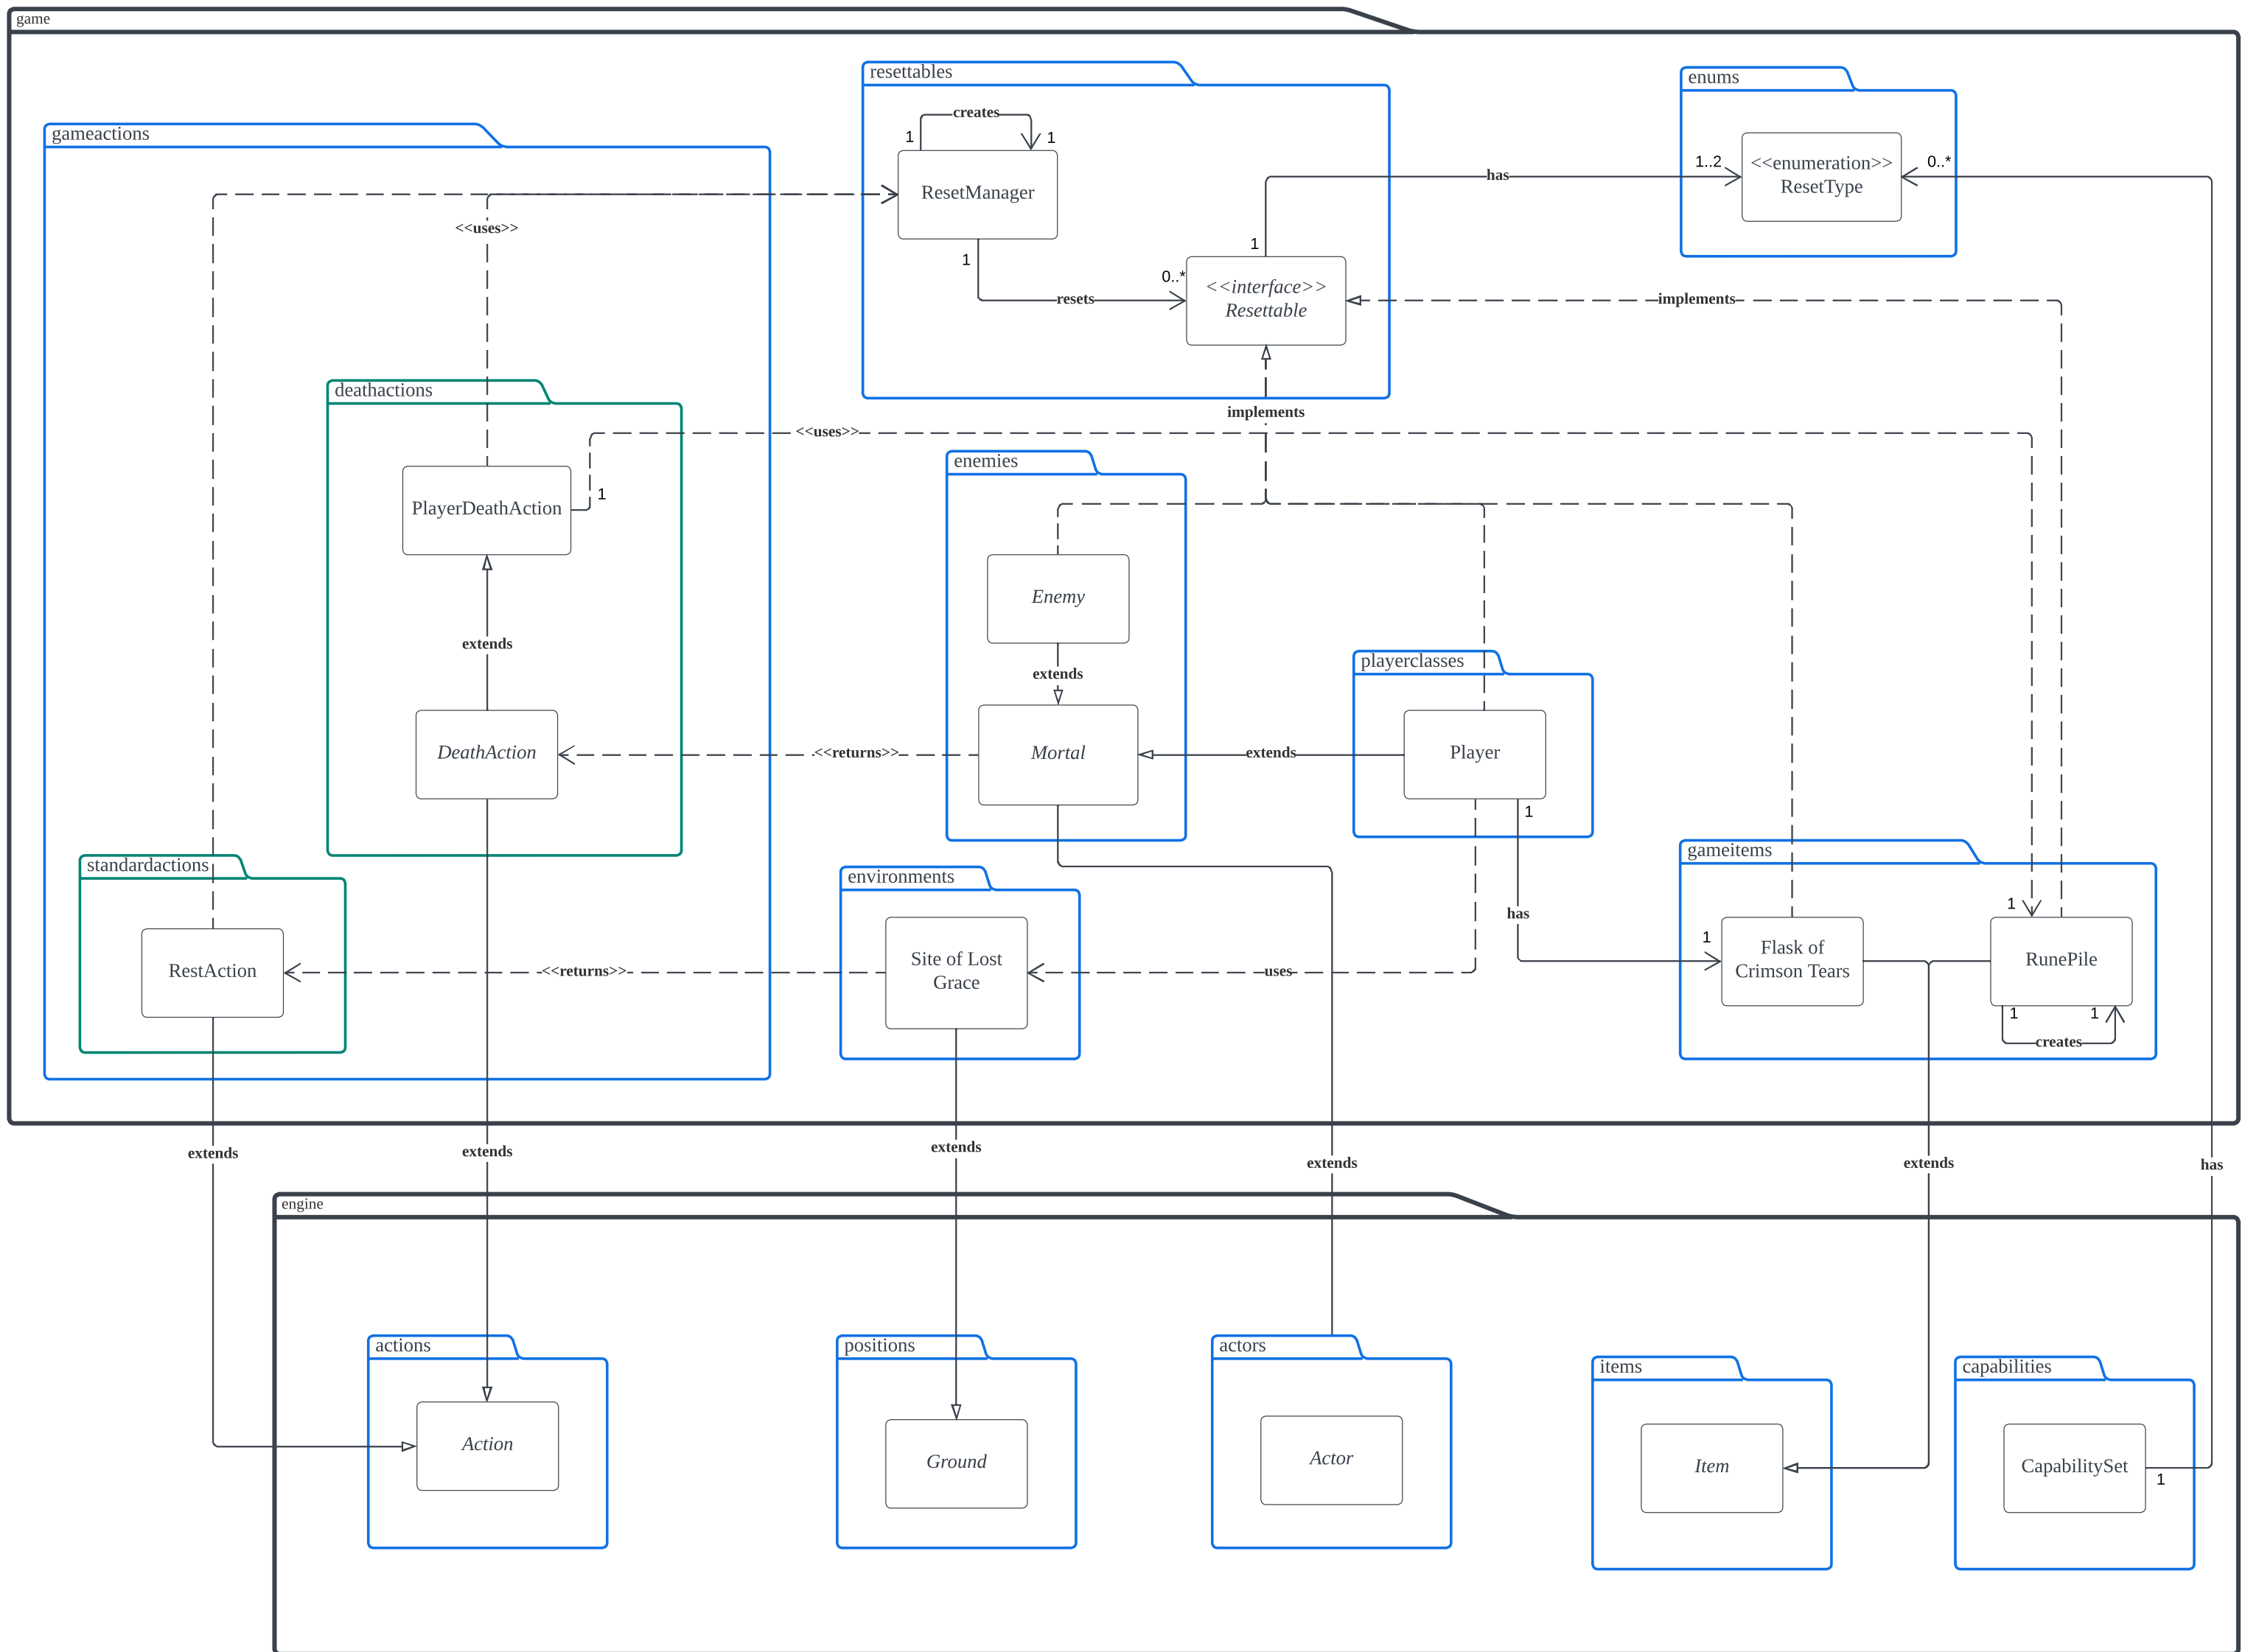 game
resettables
enums
creates
1
1
gameactions
ResetManager
1..2
<<enumeration>>
ResetType
0..*
has
<<uses>>
1
1
0..*
<<interface>>
Resettable
resets
implements
deathactions
implements
<<uses>>
enemies
PlayerDeathAction
1
Enemy
extends
extends
playerclasses
DeathAction
<<returns>>
Mortal
extends
Player
1
standardactions
environments
gameitems
has
1
1
RestAction
<<returns>>
Site of Lost
Grace
uses
Flask of
Crimson Tears
RunePile
1
1
creates
extends
extends
extends
extends
extends
has
engine
actions
positions
actors
items
capabilities
Action
Ground
Actor
Item
CapabilitySet
1